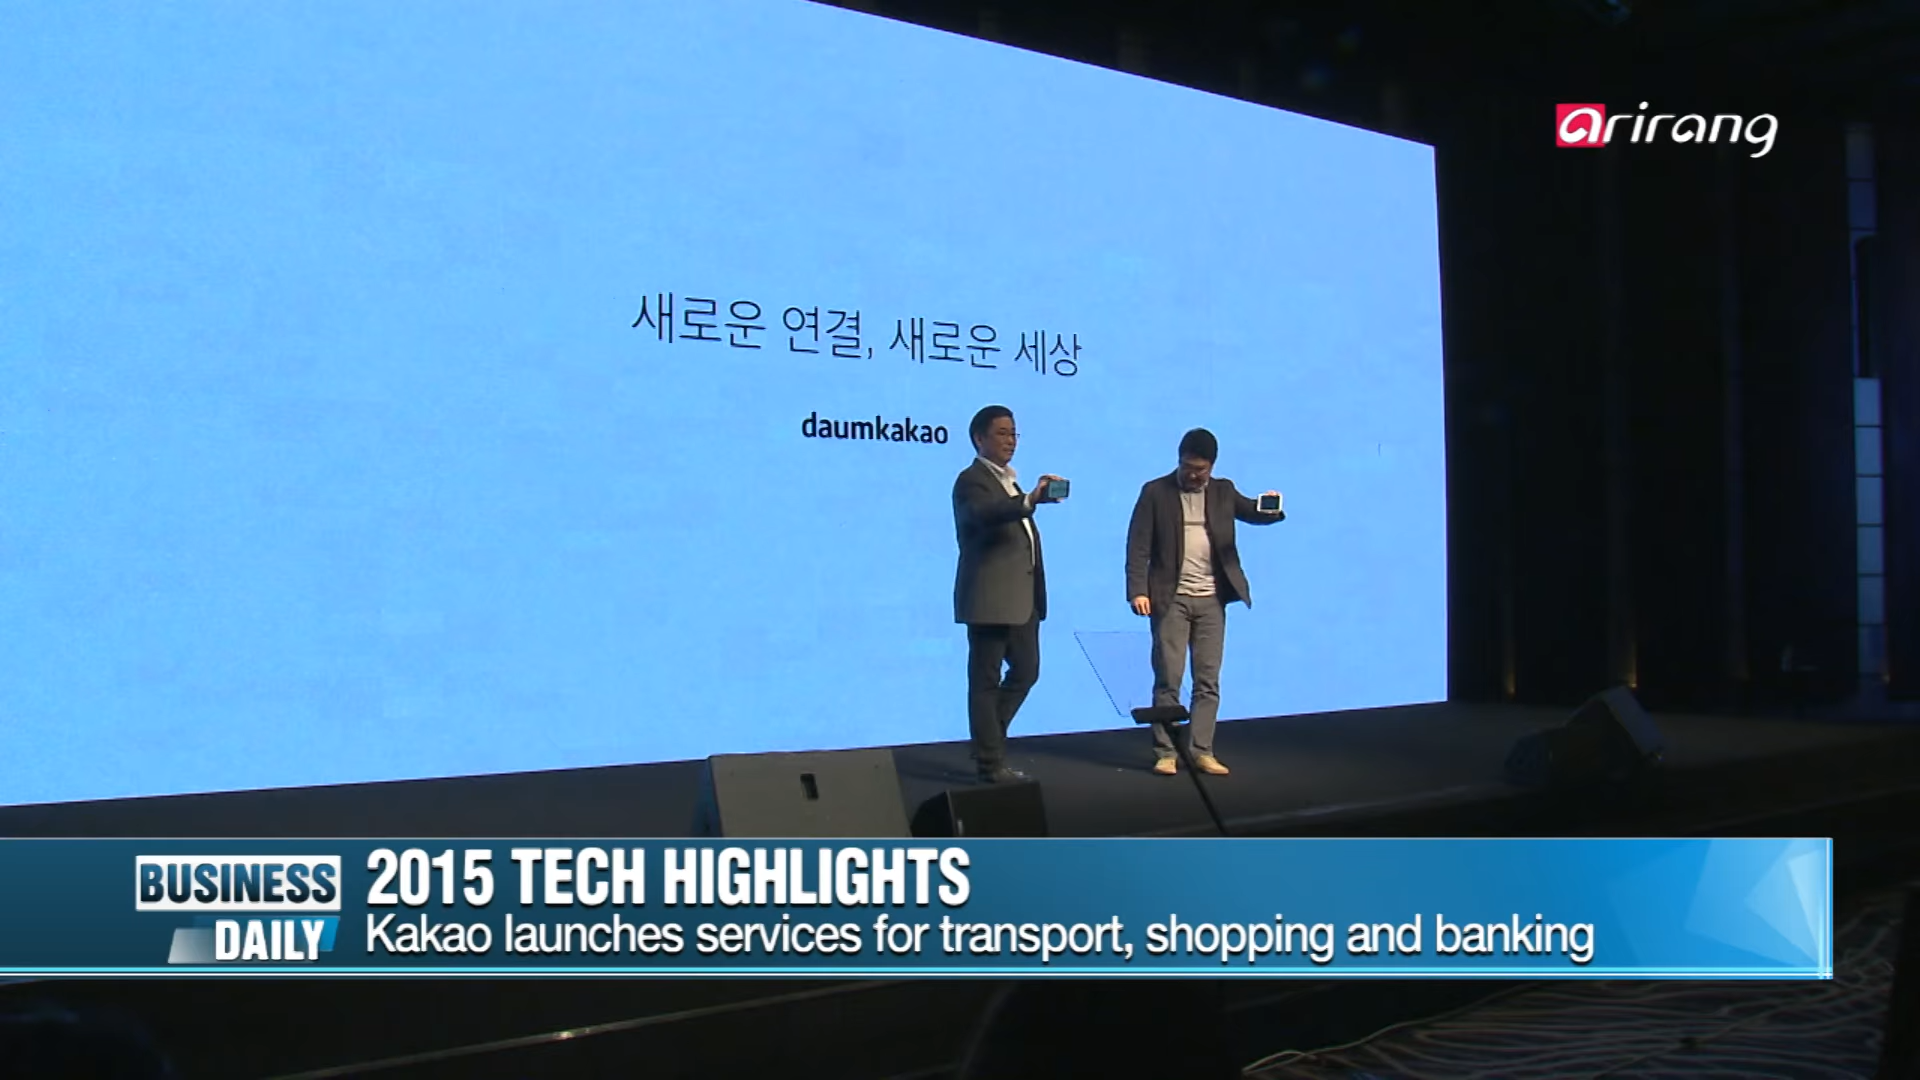 arirang
새로운 연결, 새로운 세상
daumkakao
BUSINESS
DAILY
2015 TECH HIGHLIGHTS
Kakao launches services for transport, shopping and banking